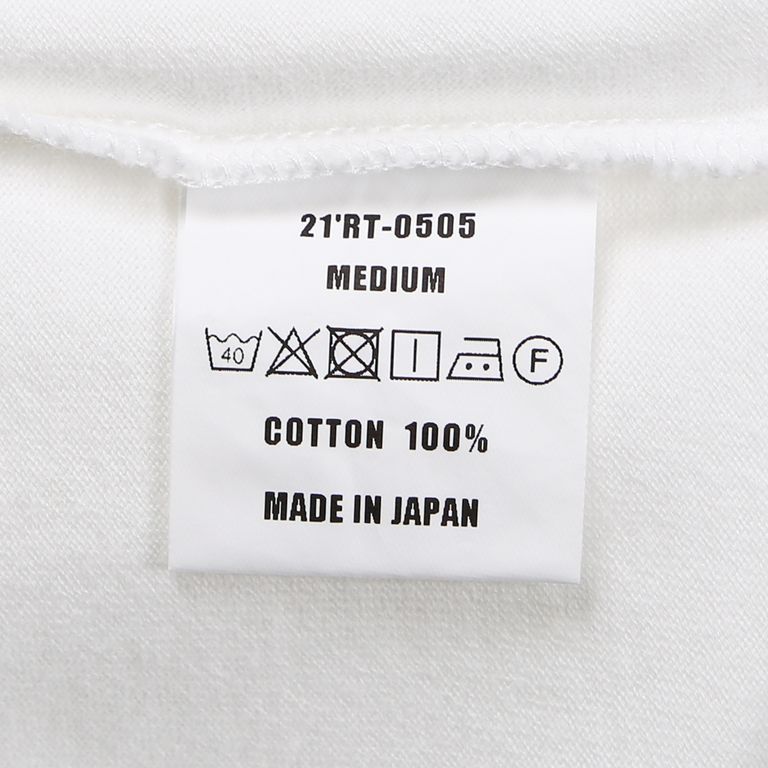 21'RT-0505
MEDIUM
40 F
COTTON 100%
MADE IN JAPAN